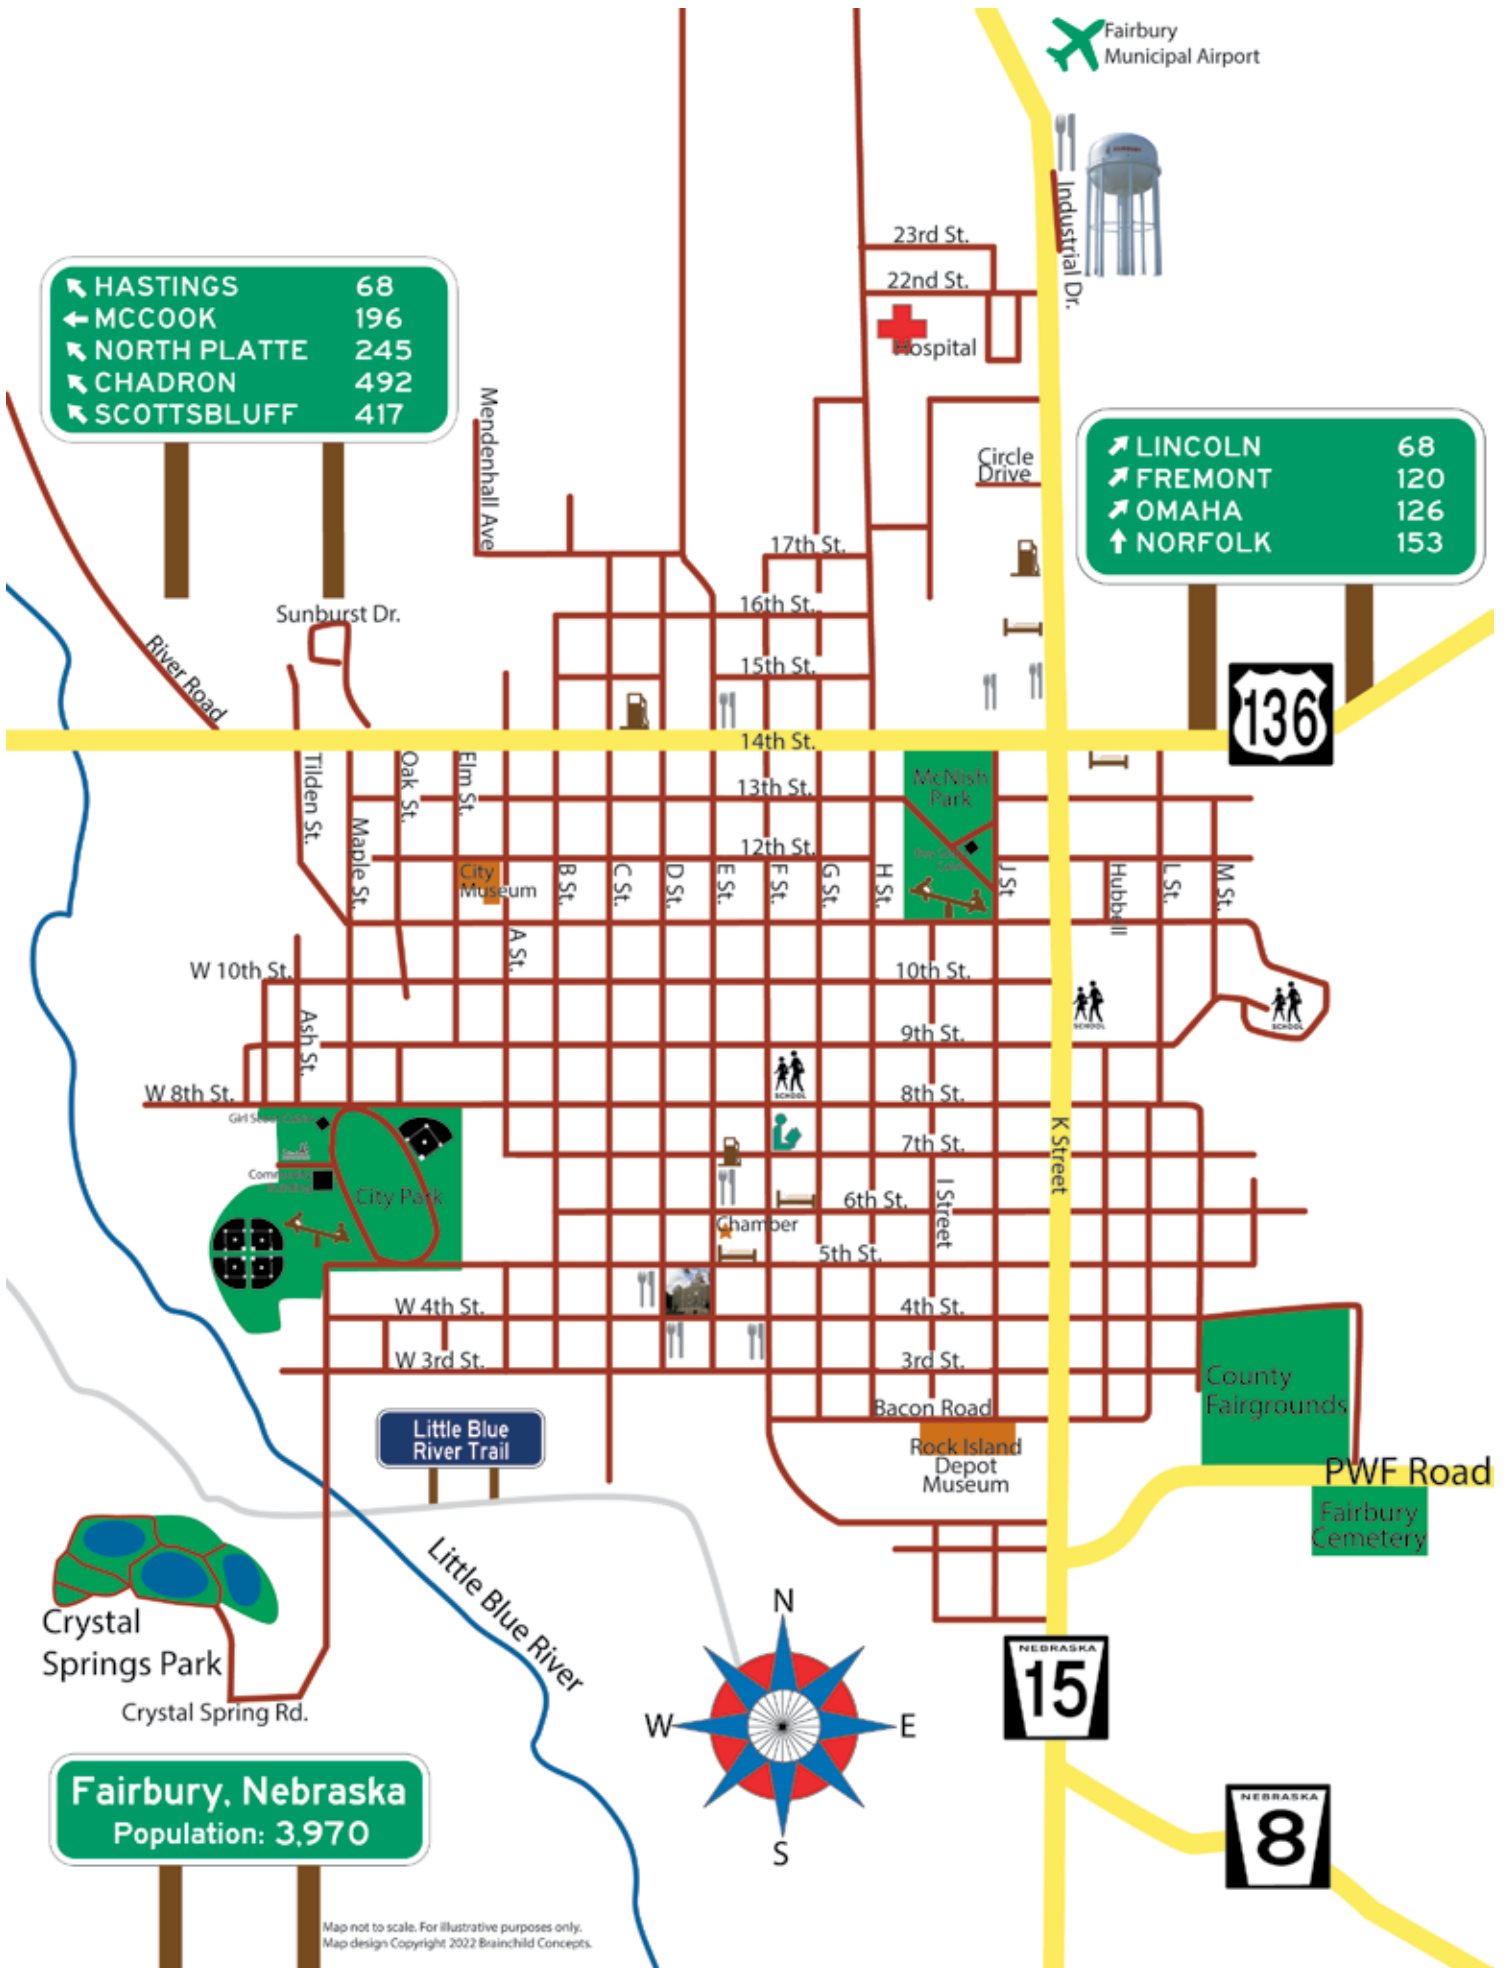 Fairbury
Municipal Airport
Industrial Dr.
23rd St.
22nd St.
Hospital
HASTINGS 68
MCCOOK 196
NORTH PLATTE 245
CHADRON 492
SCOTTSBLUFF 417
Mendenhall Ave
Circle
Drive
LINCOLN 68
FREMONT 120
OMAHA 126
NORFOLK 153
17th St.
16th St.
Sunburst Dr.
River Road
15th St.
136
14th St.
Tilden St.
Oak St.
Elm St.
McNish
Park
13th St.
Maple St.
12th St.
City
Museum
B St.
C St.
D St.
E St.
F St.
G St.
H St.
J St.
Hubbell
L St.
M St.
A St.
W 10th St.
10th St.
Ash St.
SCHOOL
SCHOOL
9th St.
SCHOOL
W 8th St.
8th St.
K Street
7th St.
City Park
6th St.
I Street
Chamber
5th St.
W 4th St.
4th St.
W 3rd St.
3rd St.
County
Fairgrounds
Bacon Road
Little Blue
River Trail
Rock Island
Depot
Museum
PWF Road
Fairbury
Cemetery
Little Blue River
Crystal
Springs Park
Crystal Spring Rd.
N
W
E
S
NEBRASKA
15
NEBRASKA
8
Fairbury, Nebraska
Population: 3,970
Map not to scale. For illustrative purposes only.
Map design Copyright 2022 Brainchild Concepts.